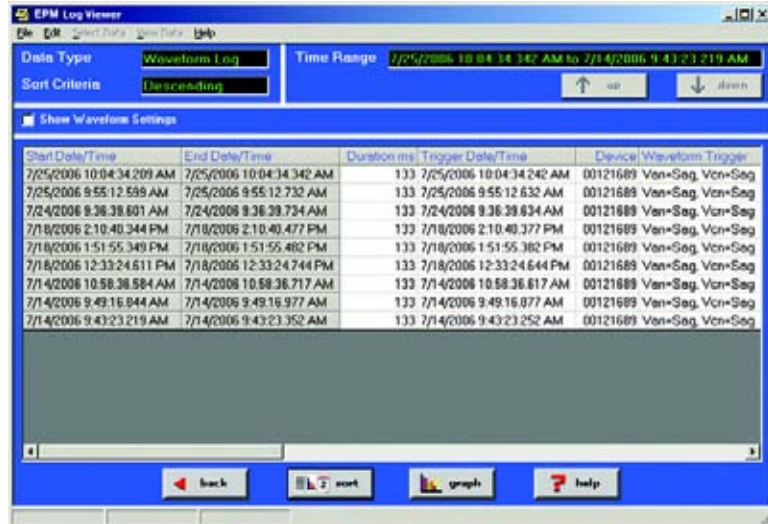 EPM Log Viewer
File Edit Select Data View Data Help
Data Type Waveform Log Time Range 7/25/2006 10:04:34.342 AM to 7/14/2006 9:43:23.219 AM
Sort Criteria Descending up down
Show Waveform Settings
Start Date/Time End Date/Time Duration ms Trigger Date/Time Device Waveform Trigger
7/25/2006 10:04:34.209 AM 7/25/2006 10:04:34.342 AM 133 7/25/2006 10:04:34.242 AM 00121689 Van=Sag, Vcn=Sag
7/25/2006 9:55:12.599 AM 7/25/2006 9:55:12.732 AM 133 7/25/2006 9:55:12.632 AM 00121689 Van=Sag, Vcn=Sag
7/24/2006 9:36:39.601 AM 7/24/2006 9:36:39.734 AM 133 7/24/2006 9:36:39.634 AM 00121689 Van=Sag, Vcn=Sag
7/18/2006 2:10:40.344 PM 7/18/2006 2:10:40.477 PM 133 7/18/2006 2:10:40.377 PM 00121689 Van=Sag, Vcn=Sag
7/18/2006 1:51:55.349 PM 7/18/2006 1:51:55.482 PM 133 7/18/2006 1:51:55.382 PM 00121689 Van=Sag, Vcn=Sag
7/18/2006 12:33:24.611 PM 7/18/2006 12:33:24.744 PM 133 7/18/2006 12:33:24.644 PM 00121689 Van=Sag, Vcn=Sag
7/14/2006 10:58:36.584 AM 7/14/2006 10:58:36.717 AM 133 7/14/2006 10:58:36.617 AM 00121689 Van=Sag, Vcn=Sag
7/14/2006 9:49:16.844 AM 7/14/2006 9:49:16.977 AM 133 7/14/2006 9:49:16.877 AM 00121689 Van=Sag, Vcn=Sag
7/14/2006 9:43:23.219 AM 7/14/2006 9:43:23.352 AM 133 7/14/2006 9:43:23.252 AM 00121689 Van=Sag, Vcn=Sag
back sort graph help